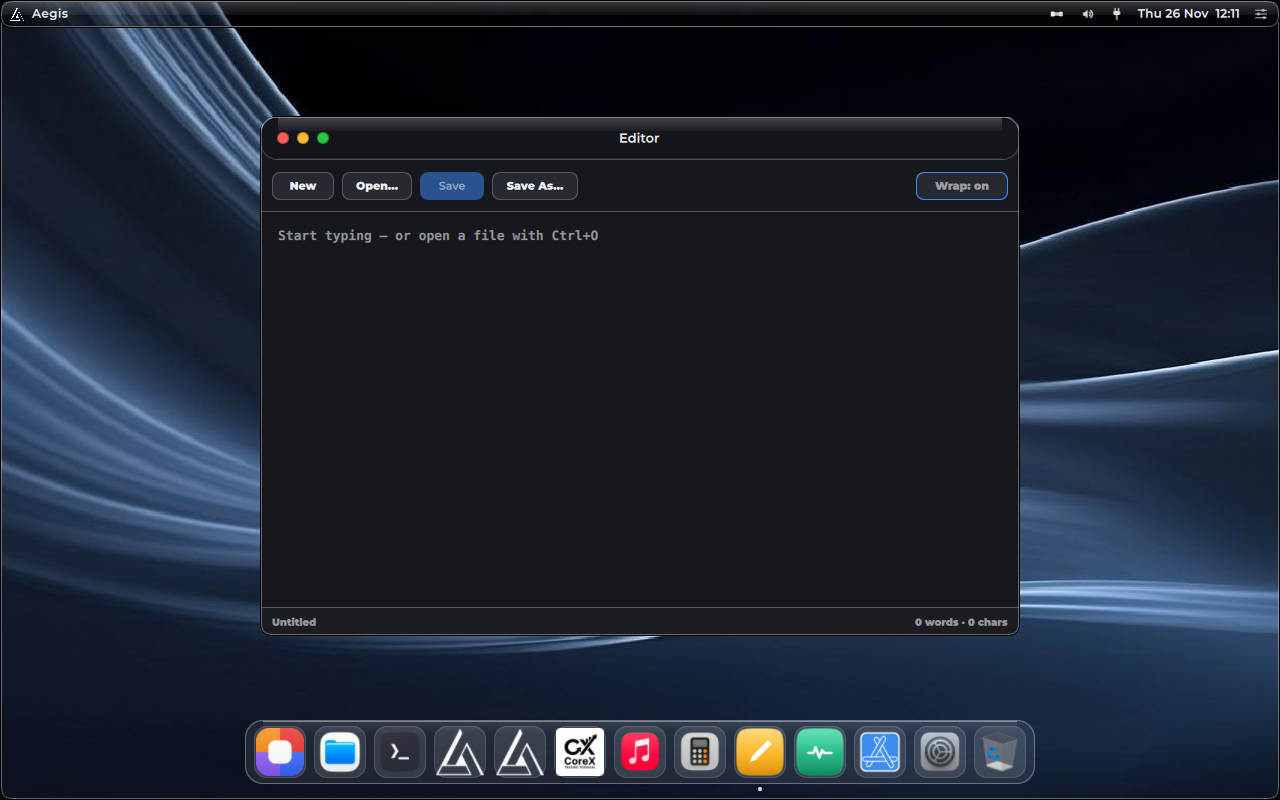 Aegis
Thu 26 Nov 12:11
Editor
New Open... Save Save As... Wrap: on
Start typing — or open a file with Ctrl+O
Untitled
0 words · 0 chars
CX
CoreX